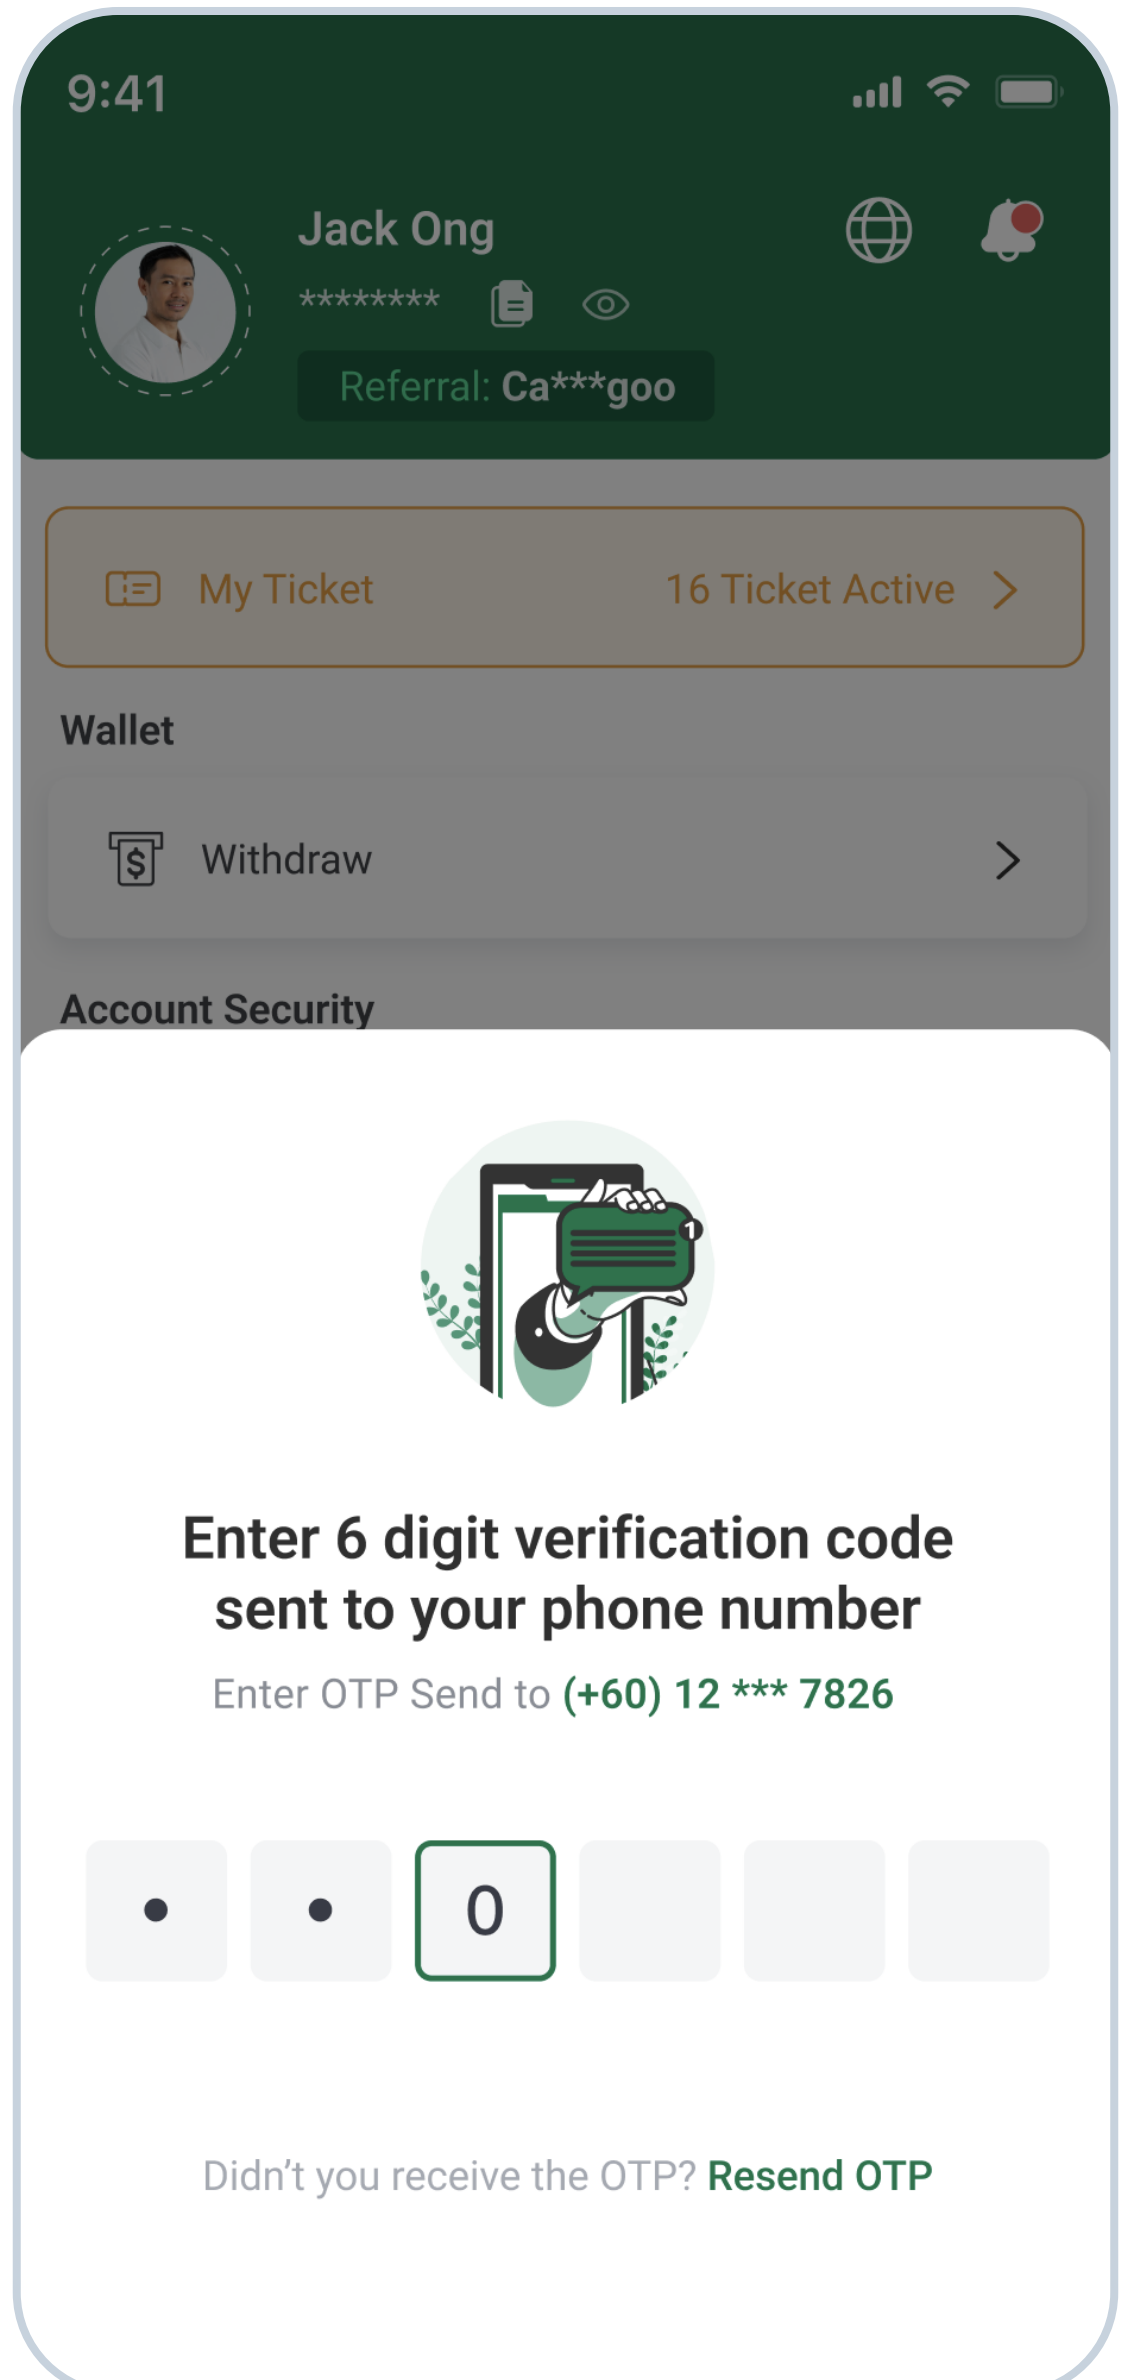 9:41
Jack Ong
********
Referral: Ca***goo
My Ticket
16 Ticket Active
Wallet
Withdraw
Account Security
1
Enter 6 digit verification code
sent to your phone number
Enter OTP Send to (+60) 12 *** 7826
0
Didn't you receive the OTP? Resend OTP